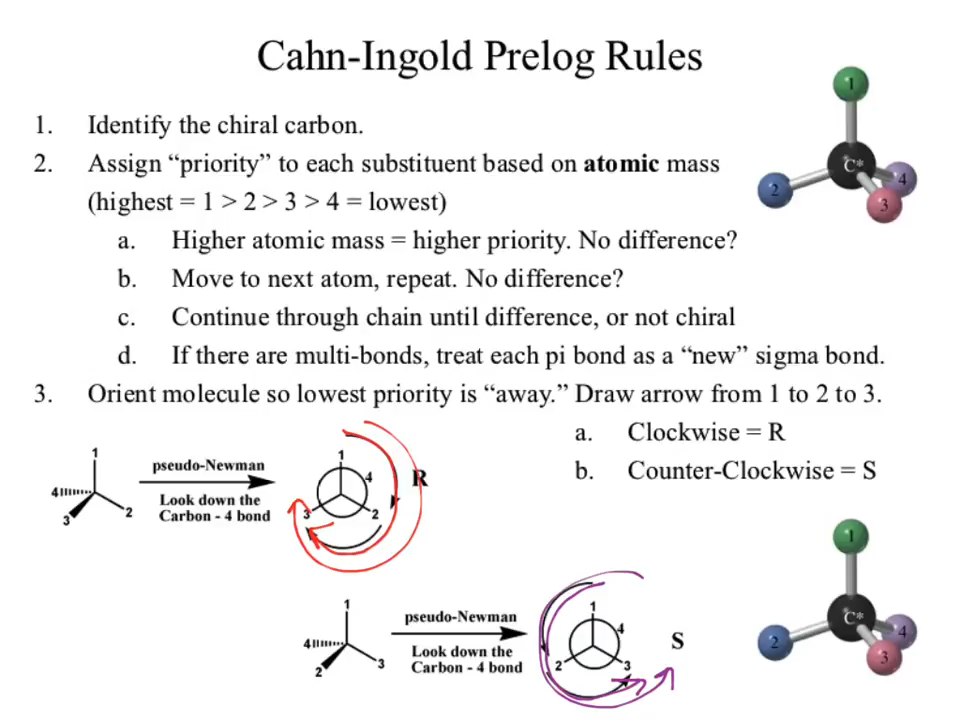 Cahn-Ingold Prelog Rules
1. Identify the chiral carbon.
2. Assign “priority” to each substituent based on atomic mass
(highest = 1 > 2 > 3 > 4 = lowest)
a. Higher atomic mass = higher priority. No difference?
b. Move to next atom, repeat. No difference?
c. Continue through chain until difference, or not chiral
d. If there are multi-bonds, treat each pi bond as a “new” sigma bond.
3. Orient molecule so lowest priority is “away.” Draw arrow from 1 to 2 to 3.
a. Clockwise = R
b. Counter-Clockwise = S
1
C*
2
4
3
1
4
3
2
pseudo-Newman
Look down the
Carbon - 4 bond
1
4
3
2
R
1
4
2
3
pseudo-Newman
Look down the
Carbon - 4 bond
1
4
2
3
S
1
C*
2
4
3